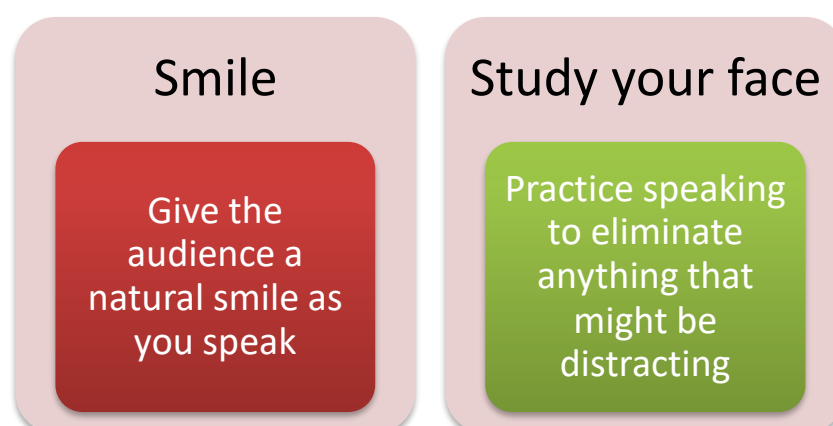 Smile
Give the
audience a
natural smile as
you speak
Study your face
Practice speaking
to eliminate
anything that
might be
distracting